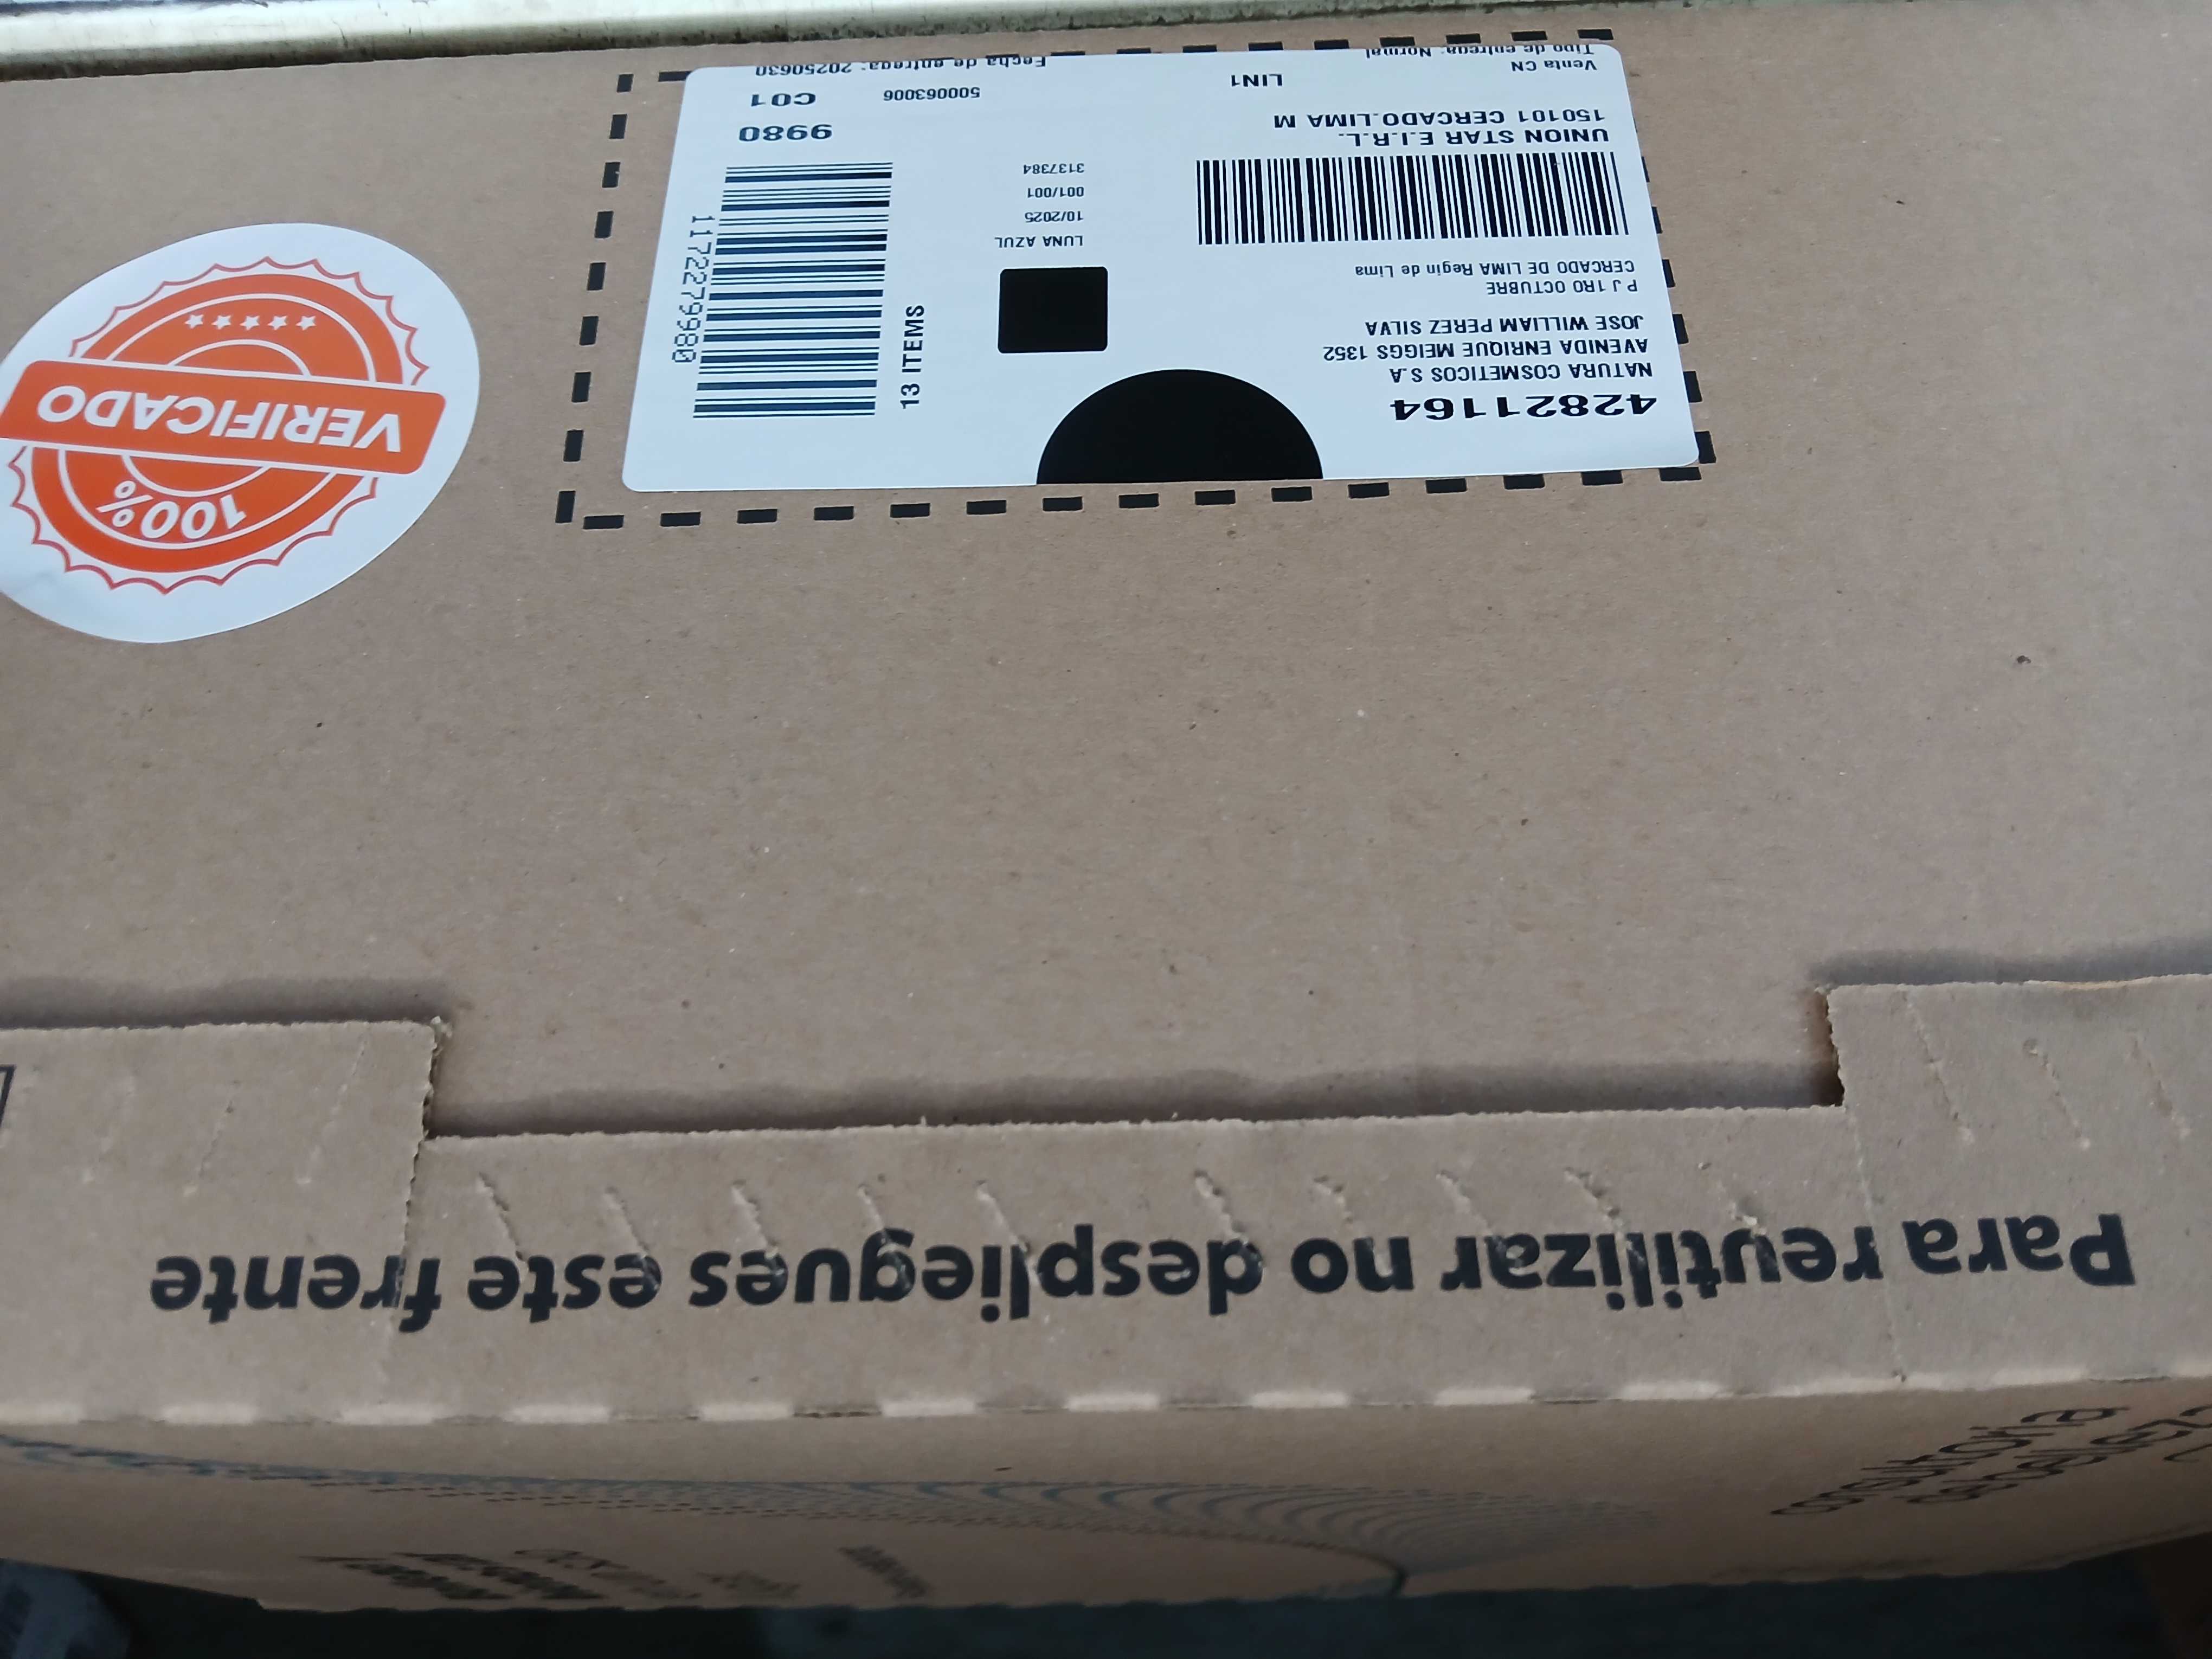 Para reutilizar no despliegues este frente
42821164
NATURA COSMETICOS S.A
AVENIDA ENRIQUE MEIGGS 1352
JOSE WILLIAM PEREZ SILVA
P J 1RO OCTUBRE
CERCADO DE LIMA Regin de Lima
UNION STAR E.I.R.L.
150101 CERCADO.LIMA M
LIN1
Venta CN
Tipo de entrega: Normal
LUNA AZUL
10/2025
001/001
3137384
13 ITEMS
1172279980
9980
500063006
C01
Fecha de entrega: 20250630
100%
VERIFICADO